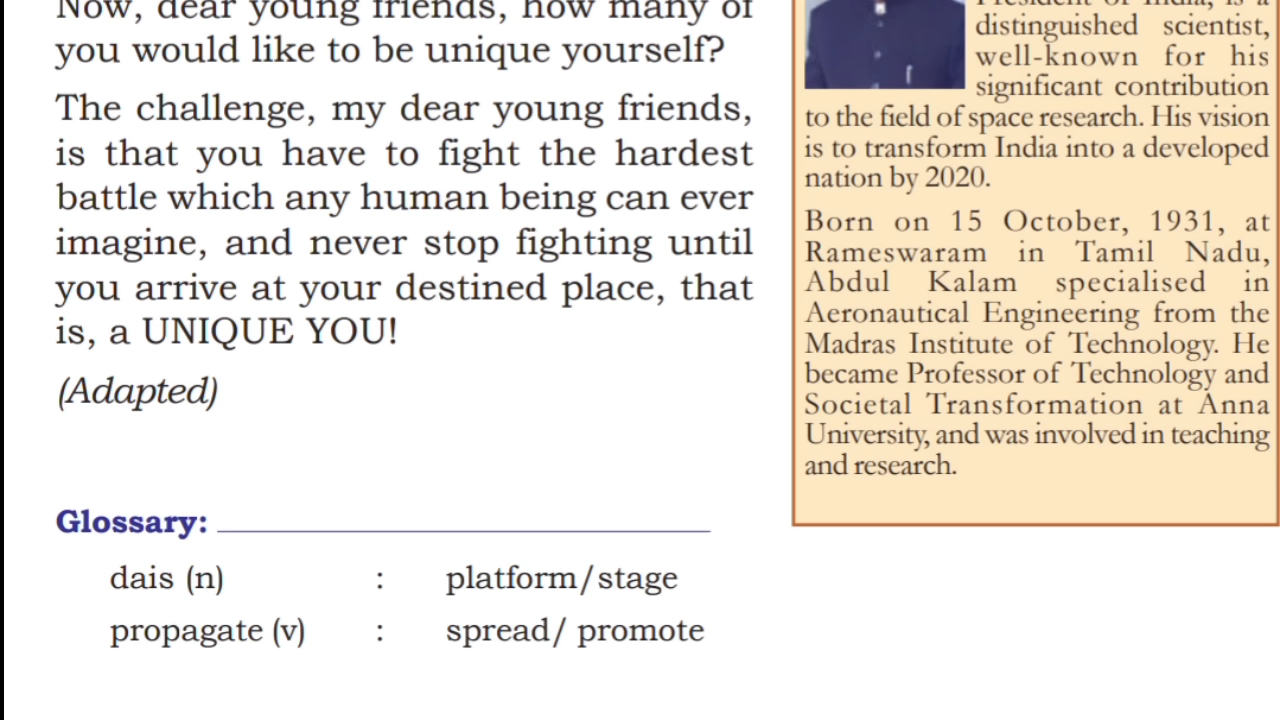 Now, dear young friends, how many of
you would like to be unique yourself?
The challenge, my dear young friends,
is that you have to fight the hardest
battle which any human being can ever
imagine, and never stop fighting until
you arrive at your destined place, that
is, a UNIQUE YOU!
(Adapted)
Glossary:
dais (n) : platform/stage
propagate (v) : spread/ promote
President of India, is a
distinguished scientist,
well-known for his
significant contribution
to the field of space research. His vision
is to transform India into a developed
nation by 2020.
Born on 15 October, 1931, at
Rameswaram in Tamil Nadu,
Abdul Kalam specialised in
Aeronautical Engineering from the
Madras Institute of Technology. He
became Professor of Technology and
Societal Transformation at Anna
University, and was involved in teaching
and research.